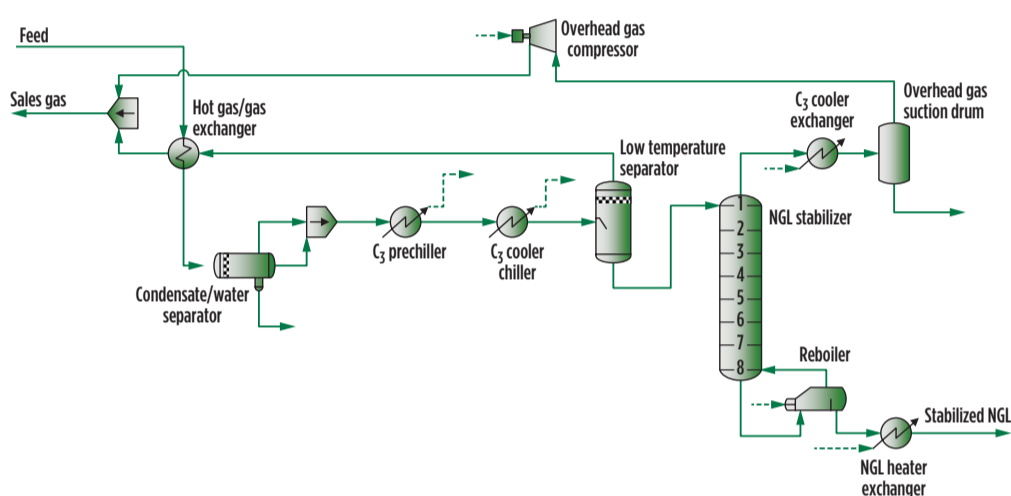 Feed
Overhead gas
compressor
Sales gas
Hot gas/gas
exchanger
C₃ cooler
exchanger
Overhead gas
suction drum
Low temperature
separator
NGL stabilizer
1
2
3
4
5
6
7
8
C₃ prechiller
C₃ cooler
chiller
Condensate/water
separator
Reboiler
Stabilized NGL
NGL heater
exchanger